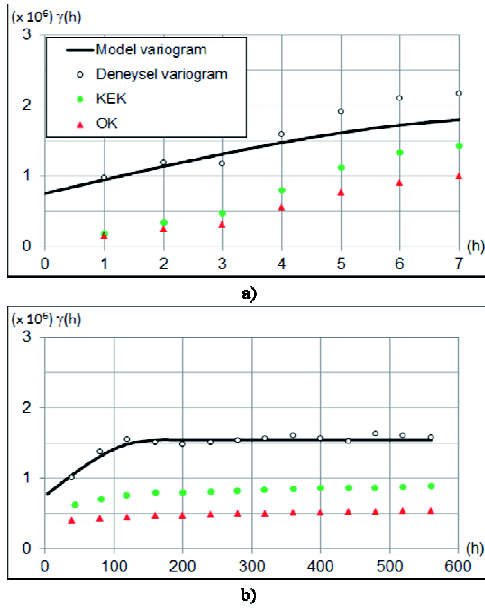 (x 10⁶) γ(h)
3
Model variogram
Deneysel variogram
KEK
OK
2
1
0
0 1 2 3 4 5 6 7 (h)
a)
(x 10⁶) γ(h)
3
2
1
0
0 100 200 300 400 500 600 (h)
b)